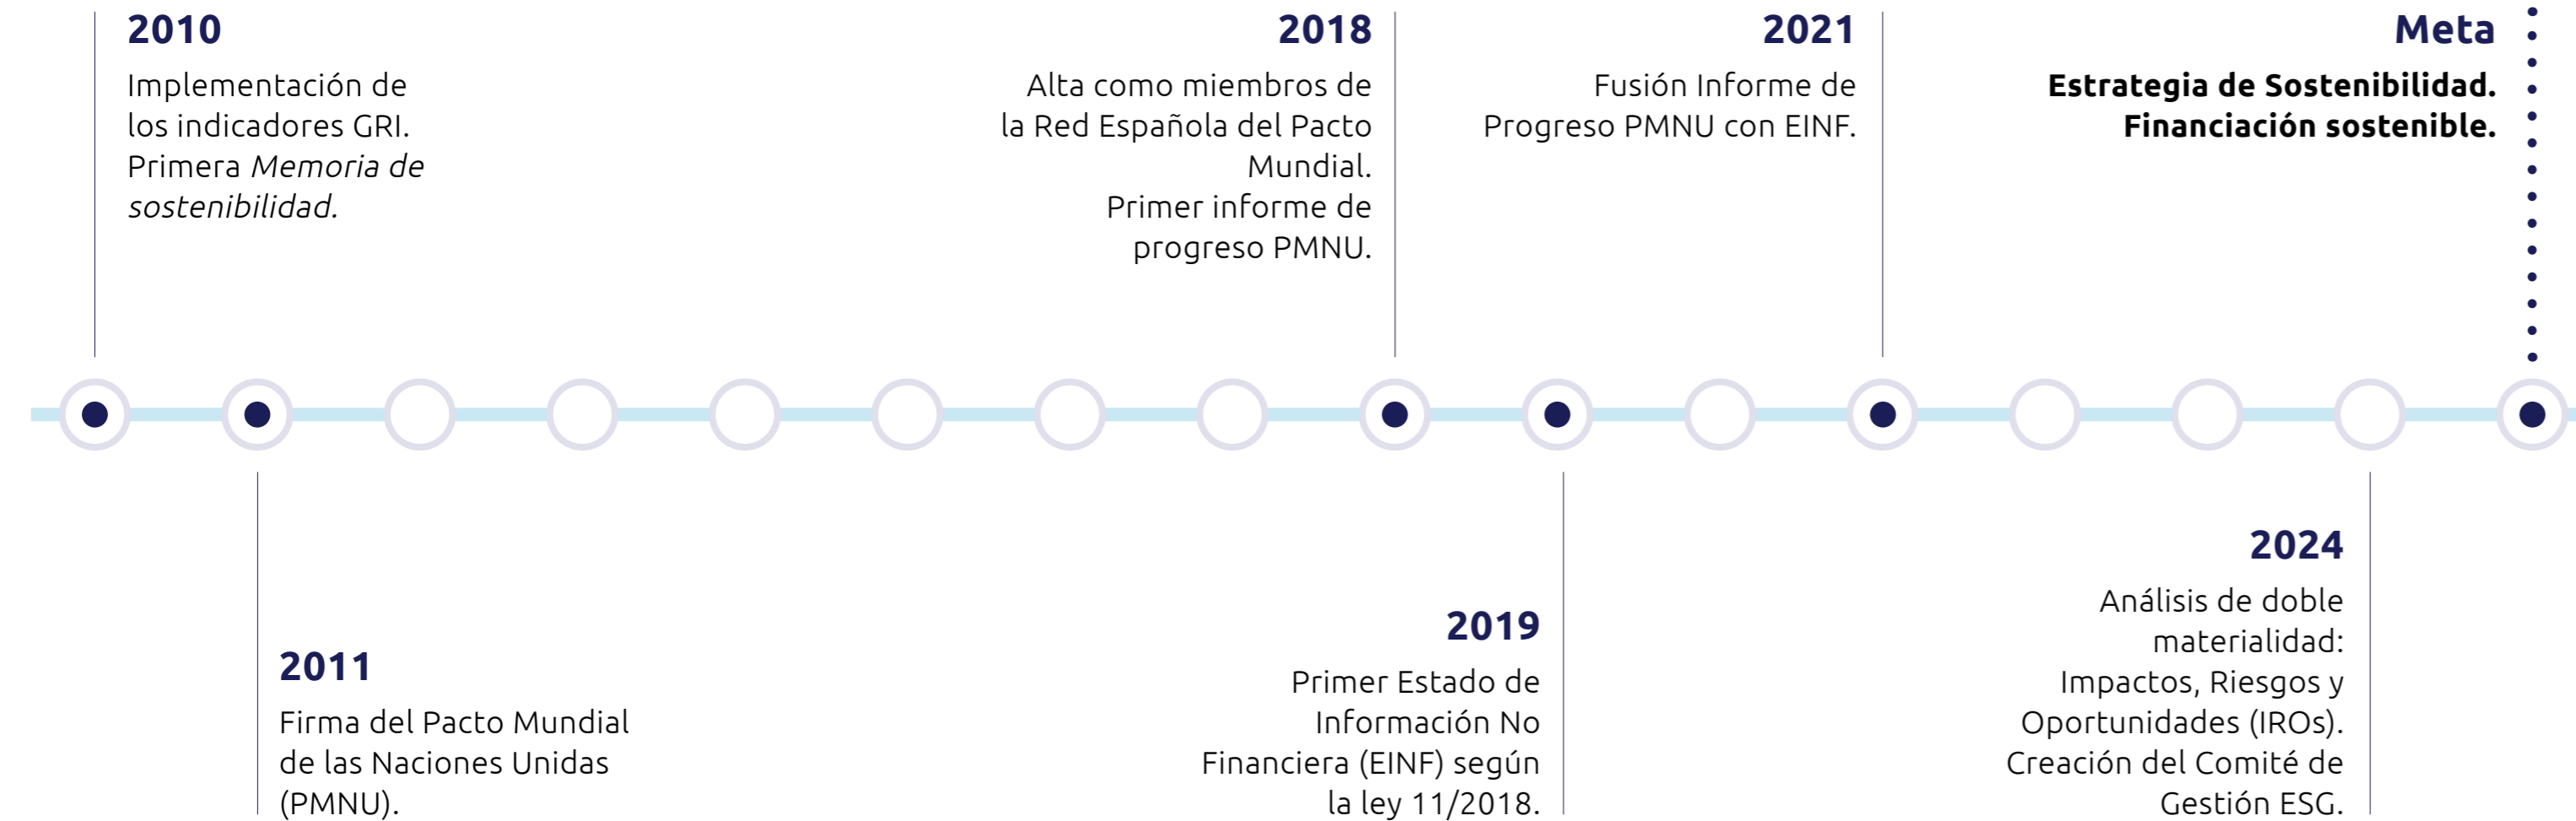 2010
Implementación de
los indicadores GRI.
Primera Memoria de
sostenibilidad.
2018
Alta como miembros de
la Red Española del Pacto
Mundial.
Primer informe de
progreso PMNU.
2021
Fusión Informe de
Progreso PMNU con EINF.
Meta
Estrategia de Sostenibilidad.
Financiación sostenible.
2011
Firma del Pacto Mundial
de las Naciones Unidas
(PMNU).
2019
Primer Estado de
Información No
Financiera (EINF) según
la ley 11/2018.
2024
Análisis de doble
materialidad:
Impactos, Riesgos y
Oportunidades (IROs).
Creación del Comité de
Gestión ESG.